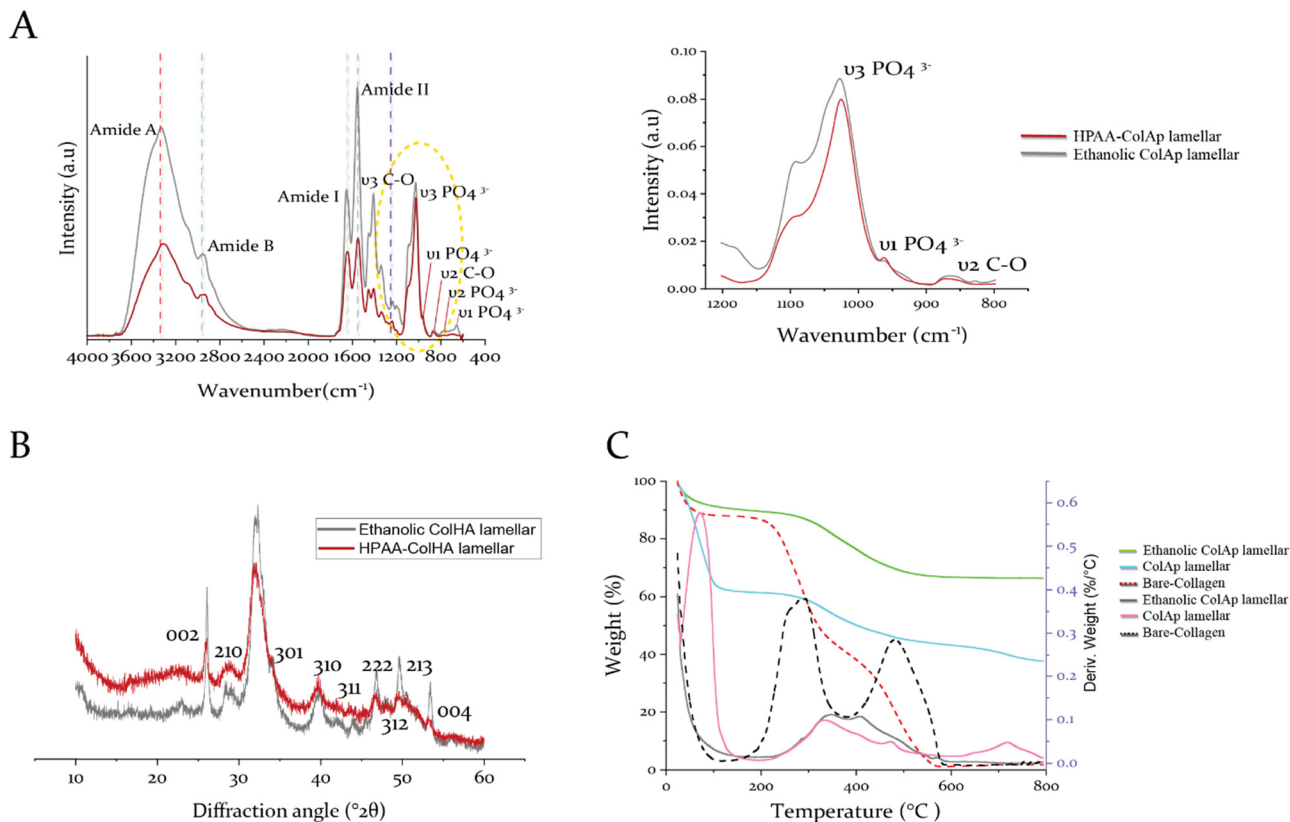 A
Intensity (a.u)
Amide A
Amide B
Amide I
Amide II
υ3 C-O
υ3 PO4 ³⁻
υ1 PO4 ³⁻
υ2 C-O
υ2 PO4 ³⁻
υ1 PO4 ³⁻
4000 3600 3200 2800 1600 1200 800 400
Wavenumber(cm⁻¹)
Intensity (a.u)
0.10
0.08
0.06
0.04
0.02
0.00
υ3 PO4 ³⁻
υ1 PO4 ³⁻
υ2 C-O
1200 1100 1000 900 800
Wavenumber (cm⁻¹)
HPAA-ColAp lamellar
Ethanolic ColAp lamellar
B
Ethanolic ColHA lamellar
HPAA-ColHA lamellar
002
210
301
310
311
222
312
213
004
10 20 30 40 50 60
Diffraction angle (°2θ)
C
Weight (%)
100
80
60
40
20
0
0 200 400 600 800
Temperature (°C)
0.6
0.5
0.4
0.3
0.2
0.1
0.0
Deriv. Weight (%/°C)
Ethanolic ColAp lamellar
ColAp lamellar
Bare-Collagen
Ethanolic ColAp lamellar
ColAp lamellar
Bare-Collagen